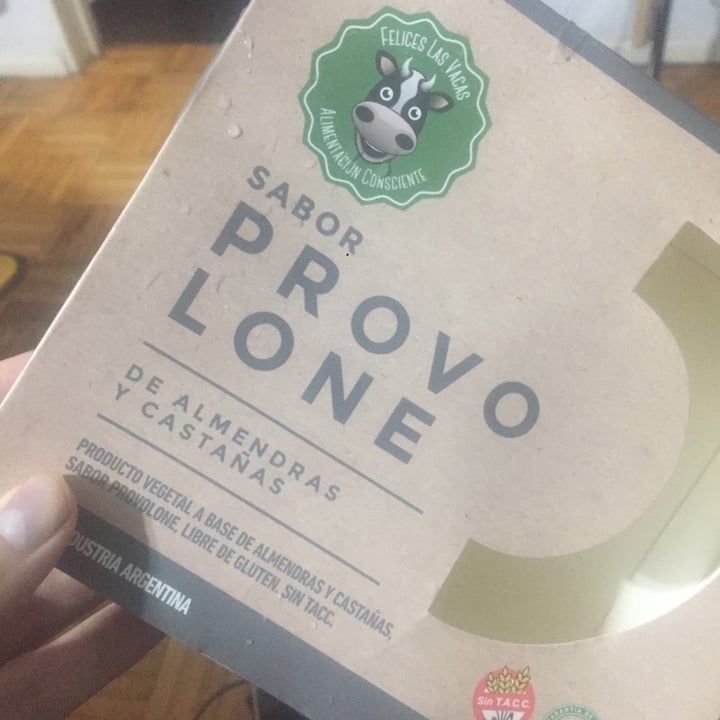 FELICES LAS VACAS
ALIMENTACIÓN CONSCIENTE
SABOR
PROVO
LONE
DE ALMENDRAS
Y CASTAÑAS
PRODUCTO VEGETAL A BASE DE ALMENDRAS Y CASTAÑAS,
SABOR PROVOLONE, LIBRE DE GLUTEN. SIN TACC.
ARGENTINA
Sin T.A.C.C.